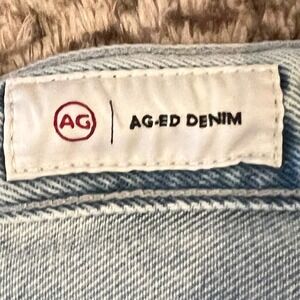 AG | AG-ED DENIM